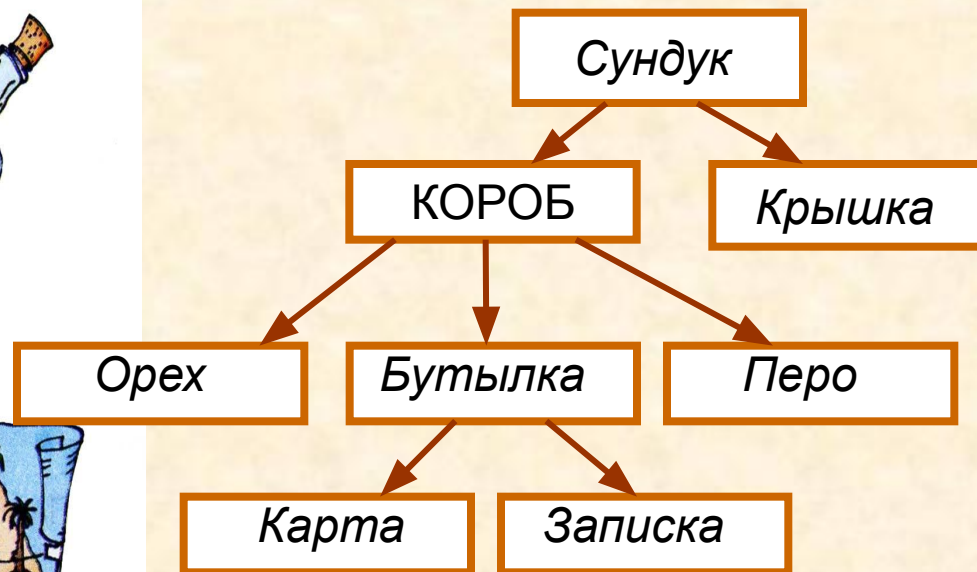 Сундук
КОРОБ
Крышка
Орех
Бутылка
Перо
Карта
Записка